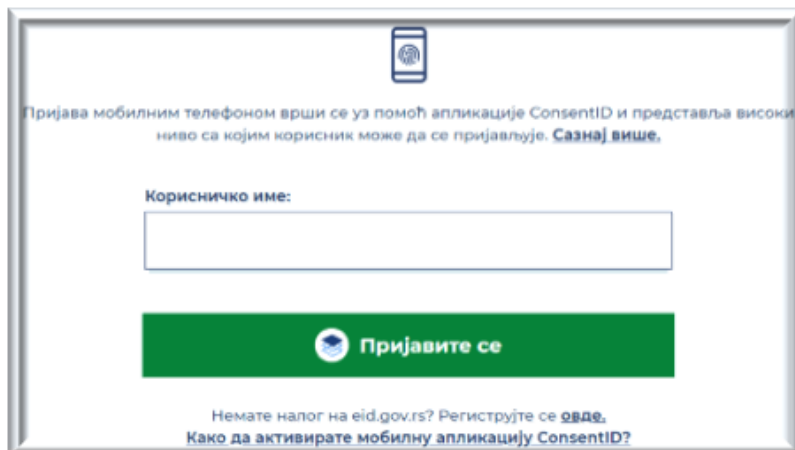 Пријава мобилним телефоном врши се уз помоћ апликације ConsentID и представља високи
ниво са којим корисник може да се пријављује. Сазнај више.
Корисничко име:
Пријавите се
Немате налог на eid.gov.rs? Региструјте се овде.
Како да активирате мобилну апликацију ConsentID?